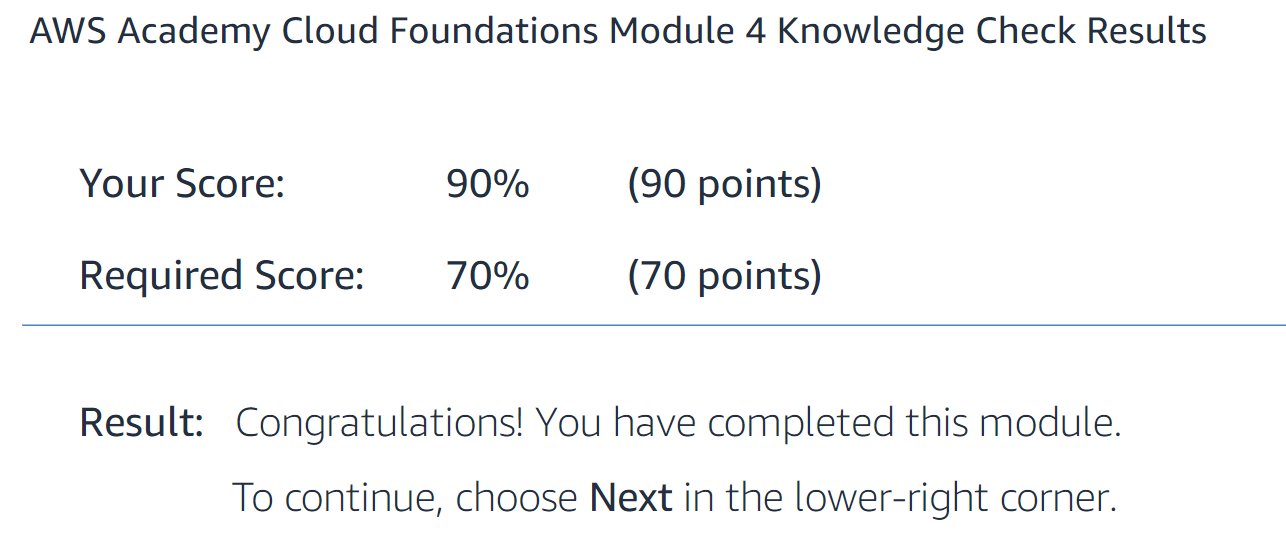 AWS Academy Cloud Foundations Module 4 Knowledge Check Results
Your Score: 90% (90 points)
Required Score: 70% (70 points)
Result: Congratulations! You have completed this module.
To continue, choose Next in the lower-right corner.